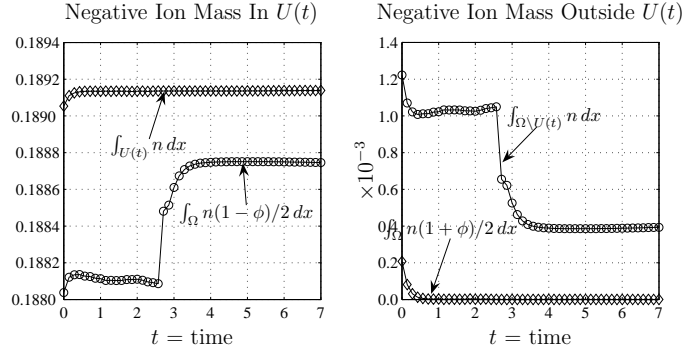 Negative Ion Mass In U(t)
0.1894
0.1892
0.1890
0.1888
0.1886
0.1884
0.1882
0.1880
∫_{U(t)} n dx
∫_Ω n(1 − ϕ)/2 dx
0 1 2 3 4 5 6 7
t = time
Negative Ion Mass Outside U(t)
×10⁻³
1.4
1.2
1.0
0.8
0.6
0.4
0.2
0.0
∫_{Ω\U(t)} n dx
∫_Ω n(1 + ϕ)/2 dx
0 1 2 3 4 5 6 7
t = time